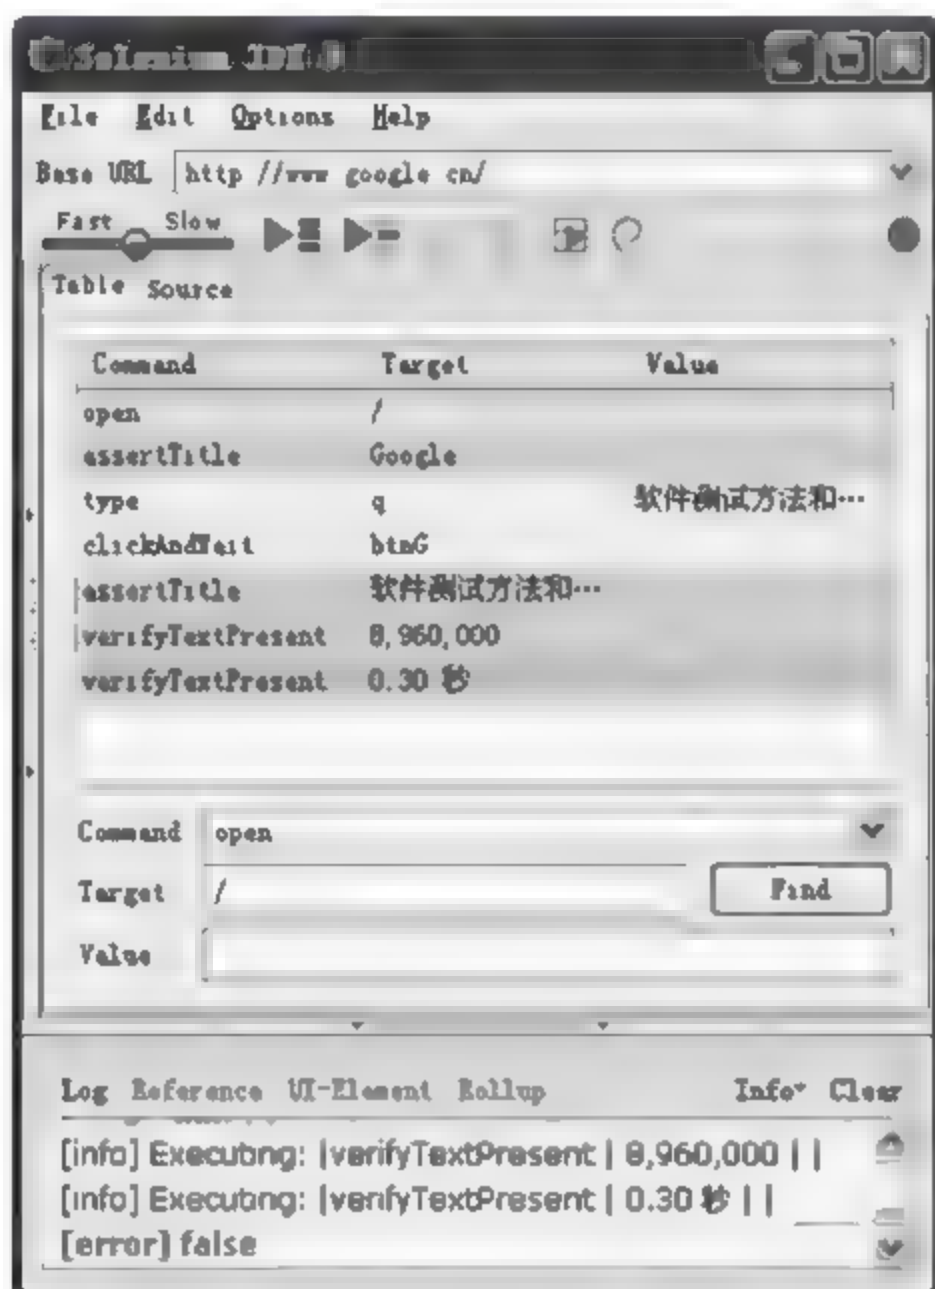 Selenium IDE
File Edit Options Help
Base URL http //www google cn/
Fast Slow
Table Source
Command Target Value
open /
assertTitle Google
type q 软件测试方法和…
clickAndWait btnG
assertTitle 软件测试方法和…
verifyTextPresent 8,960,000
verifyTextPresent 0.30 秒
Command open
Target / Find
Value
Log Reference UI-Element Rollup Info* Clear
[info] Executing: |verifyTextPresent | 8,960,000 | |
[info] Executing: |verifyTextPresent | 0.30 秒 | |
[error] false